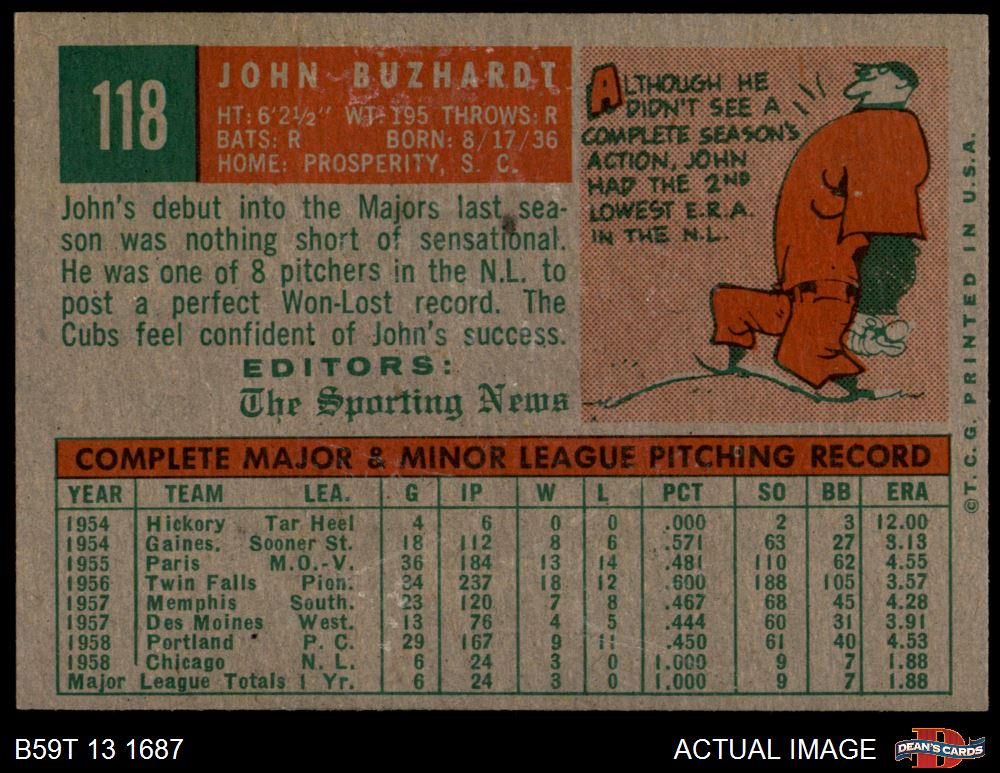 118
JOHN BUZHARDT
HT: 6'2½" WT-195 THROWS: R
BATS: R BORN: 8/17/36
HOME: PROSPERITY, S. C.
John's debut into the Majors last sea-
son was nothing short of sensational.
He was one of 8 pitchers in the N.L. to
post a perfect Won-Lost record. The
Cubs feel confident of John's success.
EDITORS:
The Sporting News
ALTHOUGH HE
DIDN'T SEE A
COMPLETE SEASON'S
ACTION, JOHN
HAD THE 2ND
LOWEST E.R.A.
IN THE N.L.
COMPLETE MAJOR & MINOR LEAGUE PITCHING RECORD
YEAR TEAM LEA. G IP W L PCT SO BB ERA
1954 Hickory Tar Heel 4 6 0 0 .000 2 3 12.00
1954 Gaines. Sooner St. 18 112 8 6 .571 63 27 3.13
1955 Paris M.O.-V. 36 184 13 14 .481 110 62 4.55
1956 Twin Falls Pion. 34 237 18 12 .600 188 105 3.57
1957 Memphis South. 23 120 7 8 .467 68 45 4.28
1957 Des Moines West. 13 76 4 5 .444 60 31 3.91
1958 Portland P. C. 29 167 9 11 .450 61 40 4.53
1958 Chicago N. L. 6 24 3 0 1.000 9 7 1.88
Major League Totals 1 Yr. 6 24 3 0 1.000 9 7 1.88
© T. C. G. PRINTED IN U.S.A.
B59T 13 1687
ACTUAL IMAGE
D
DEAN'S CARDS